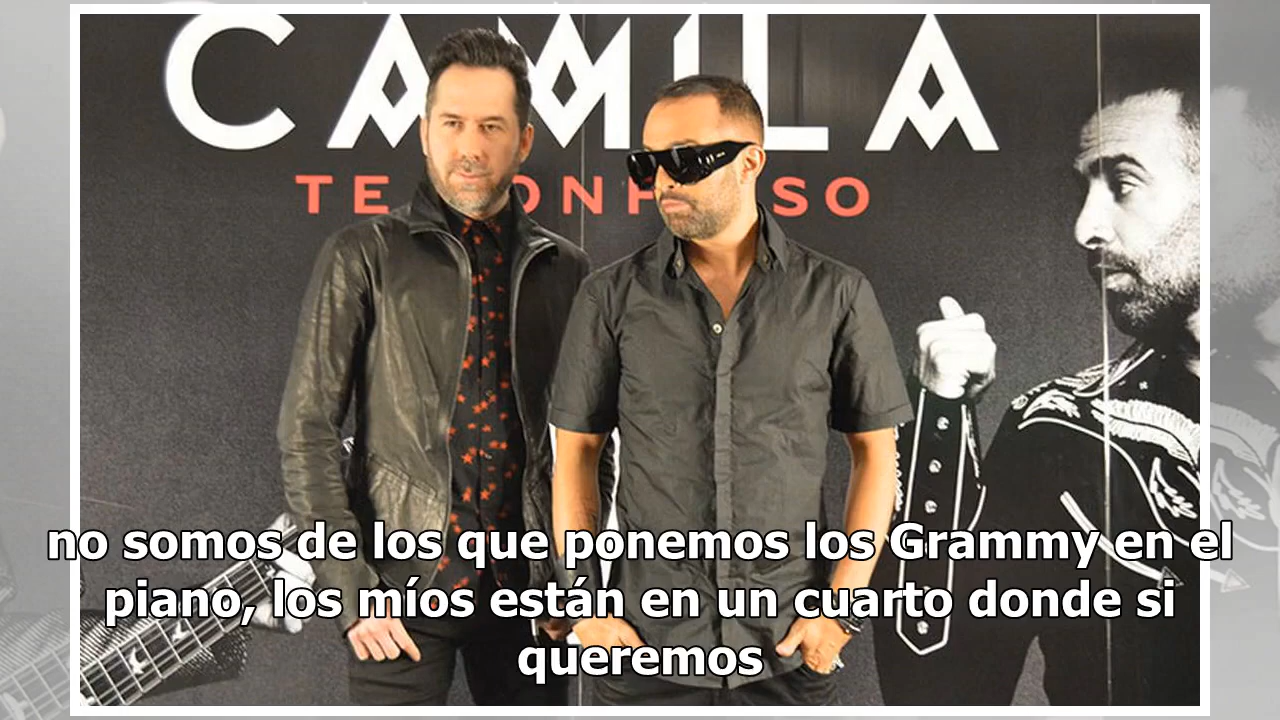 CAMILA
TE CONFIESO
no somos de los que ponemos los Grammy en el
piano, los míos están en un cuarto donde si
queremos